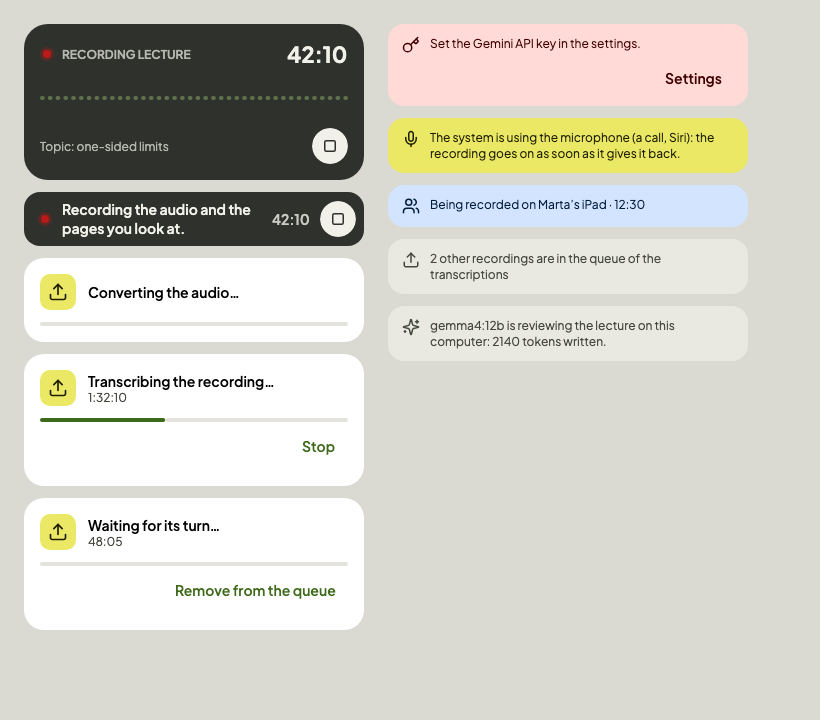 RECORDING LECTURE
42:10
Topic: one-sided limits
Recording the audio and the
pages you look at.
42:10
Converting the audio…
Transcribing the recording…
1:32:10
Stop
Waiting for its turn…
48:05
Remove from the queue
Set the Gemini API key in the settings.
Settings
The system is using the microphone (a call, Siri): the
recording goes on as soon as it gives it back.
Being recorded on Marta’s iPad · 12:30
2 other recordings are in the queue of the
transcriptions
gemma4:12b is reviewing the lecture on this
computer: 2140 tokens written.